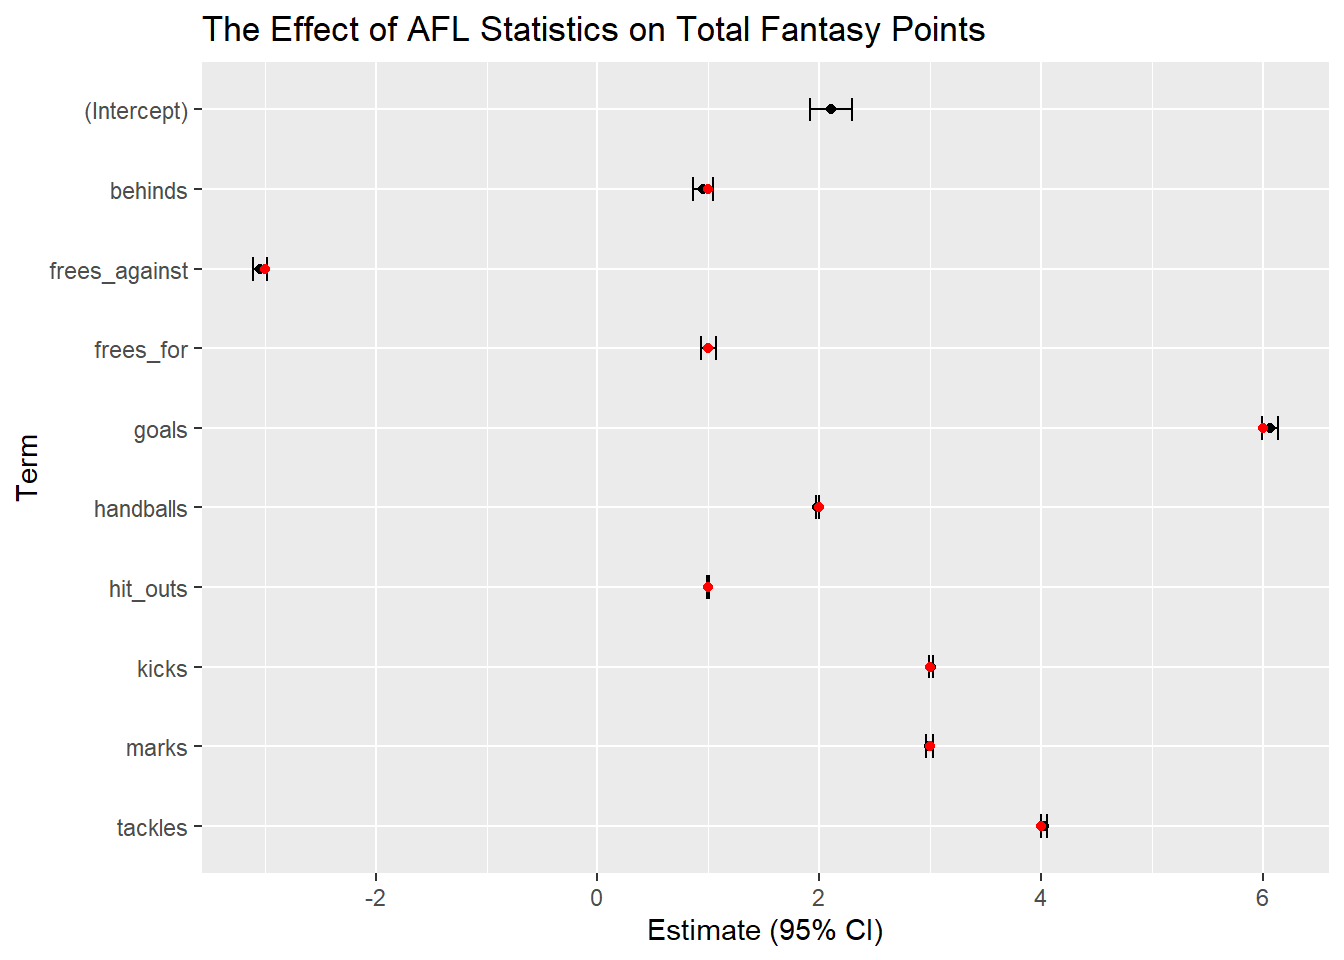 The Effect of AFL Statistics on Total Fantasy Points
(Intercept)
behinds
frees_against
frees_for
goals
handballs
hit_outs
kicks
marks
tackles
Term
-2 0 2 4 6
Estimate (95% CI)